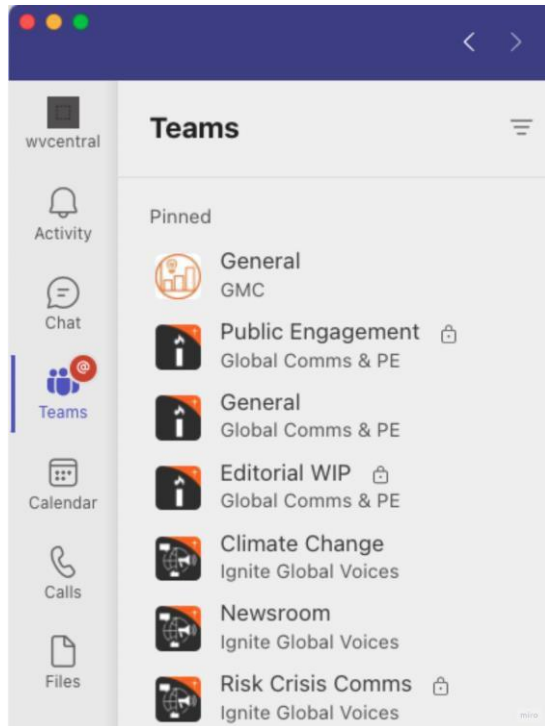 wvcentral
Activity
Chat
@
Teams
Calendar
Calls
Files
Teams
Pinned
General
GMC
Public Engagement
Global Comms & PE
General
Global Comms & PE
Editorial WIP
Global Comms & PE
Climate Change
Ignite Global Voices
Newsroom
Ignite Global Voices
Risk Crisis Comms
Ignite Global Voices
miro